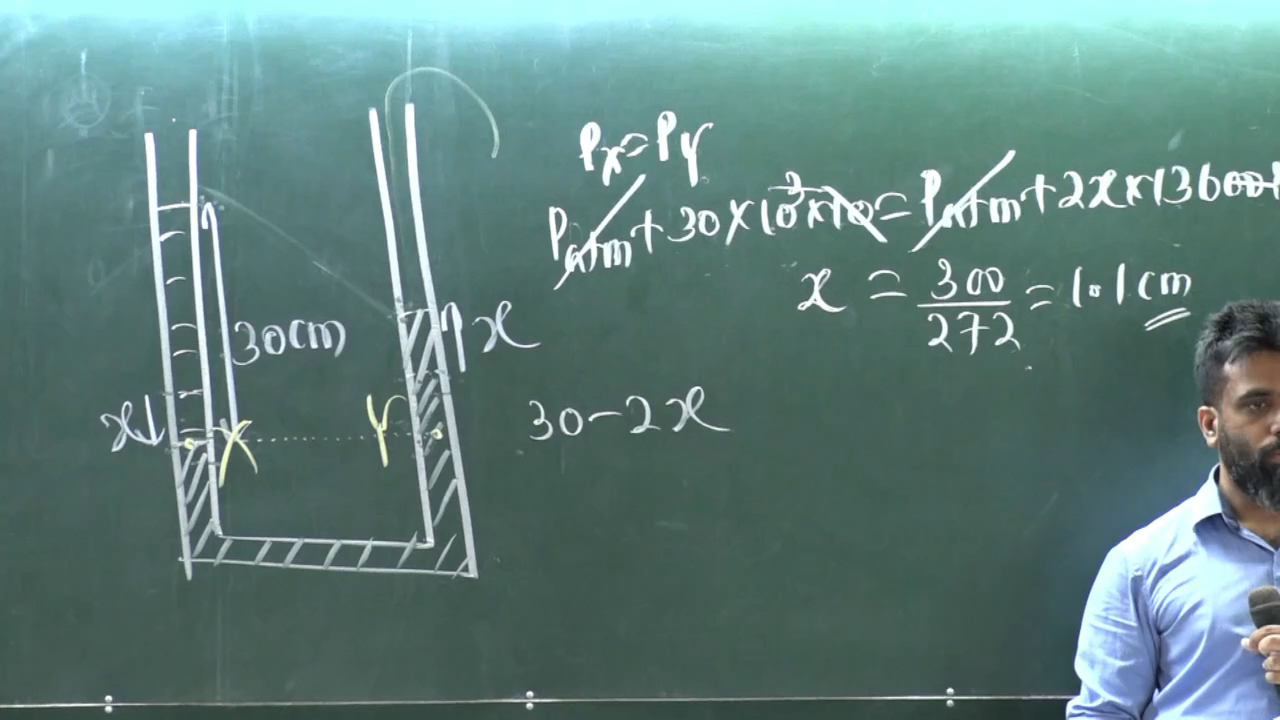 Px = Py
Patm + 30 × 10³ × 10 = Patm + 2x × 13600
x = 300/272 = 1.1 cm
30cm
x
x
X
Y
30 - 2x